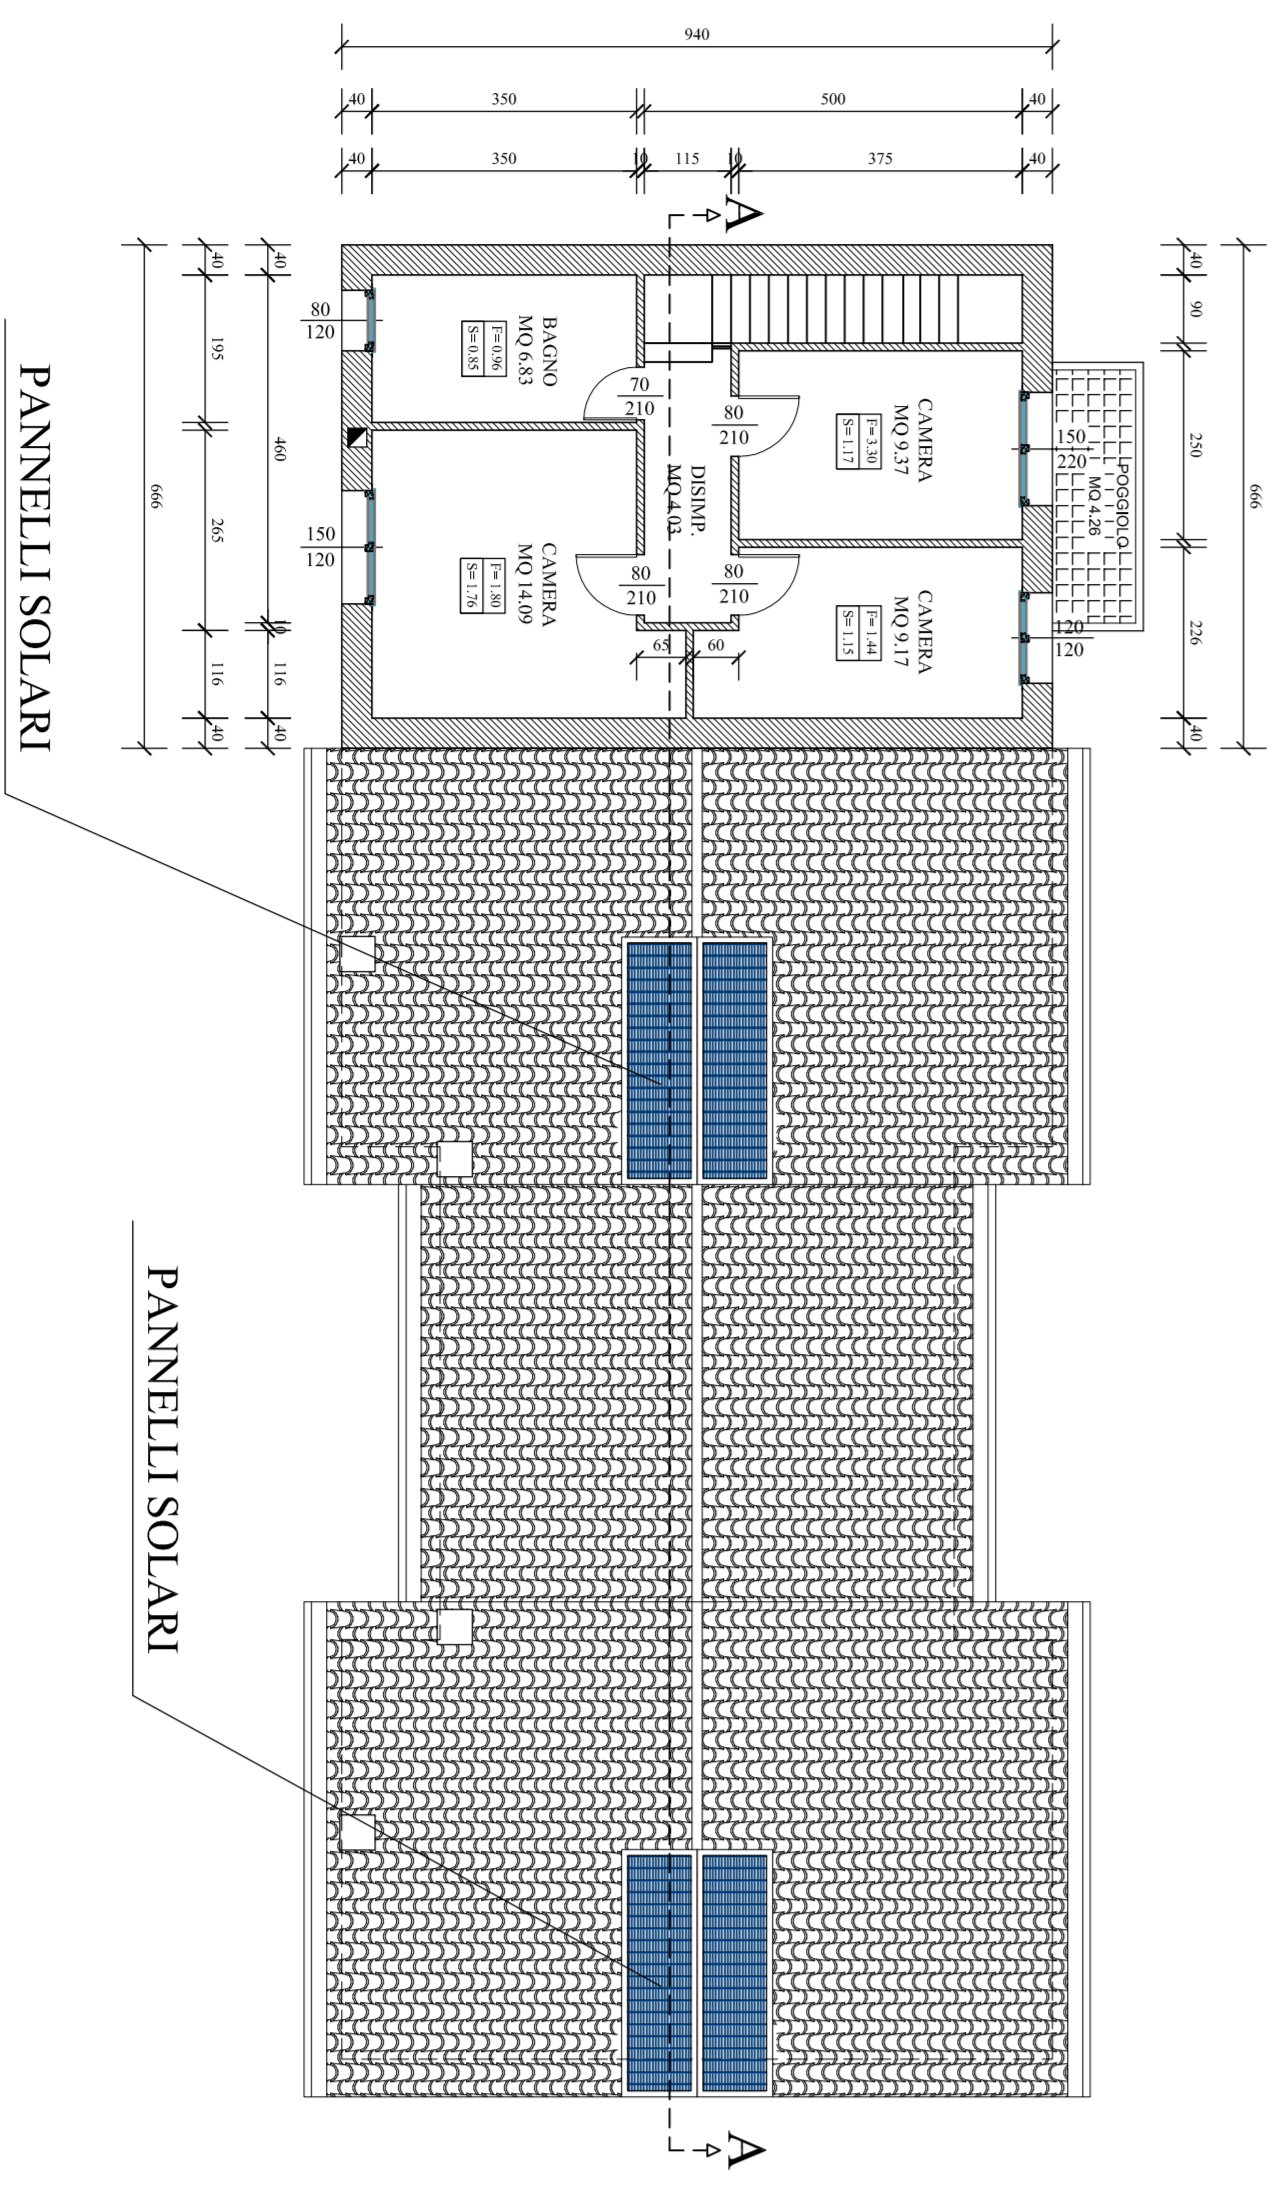 940
40
350
500
40
40
350
10
115
10
375
40
A
40
90
250
226
40
666
40
195
265
116
40
40
460
10
116
40
666
80
120
150
120
BAGNO
MQ 6.83
F= 0.96
S= 0.85
70
210
80
210
CAMERA
MQ 9.37
F= 3.30
S= 1.17
150
220
POGGIOLO
MQ 4.26
DISIMP.
MQ 4.03
CAMERA
MQ 14.09
F= 1.80
S= 1.76
80
210
80
210
CAMERA
MQ 9.17
F= 1.44
S= 1.15
120
120
65
60
PANNELLI SOLARI
PANNELLI SOLARI
A